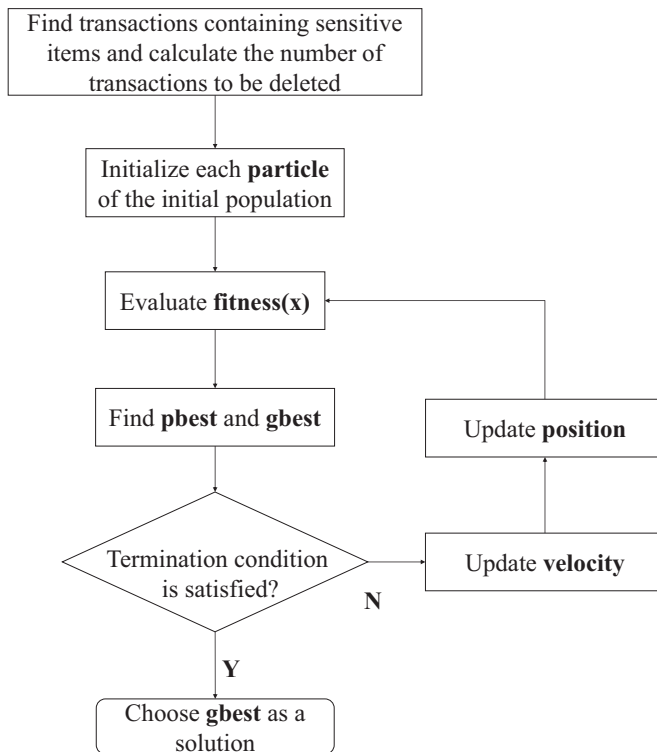 Find transactions containing sensitive
items and calculate the number of
transactions to be deleted
Initialize each particle
of the initial population
Evaluate fitness(x)
Find pbest and gbest
Update position
Termination condition
is satisfied?
Update velocity
N
Y
Choose gbest as a
solution